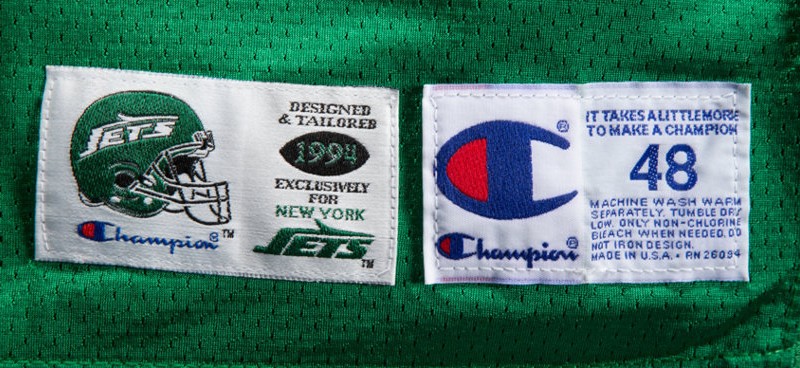 JETS
Champion®™
DESIGNED
& TAILORED
1994
EXCLUSIVELY
FOR
NEW YORK
JETS
TM
®
Champion®
IT TAKES A LITTLE MORE
TO MAKE A CHAMPION
48
MACHINE WASH WARM
SEPARATELY. TUMBLE DRY
LOW. ONLY NON-CHLORINE
BLEACH WHEN NEEDED. DO
NOT IRON DESIGN.
MADE IN U.S.A. • RN 26094